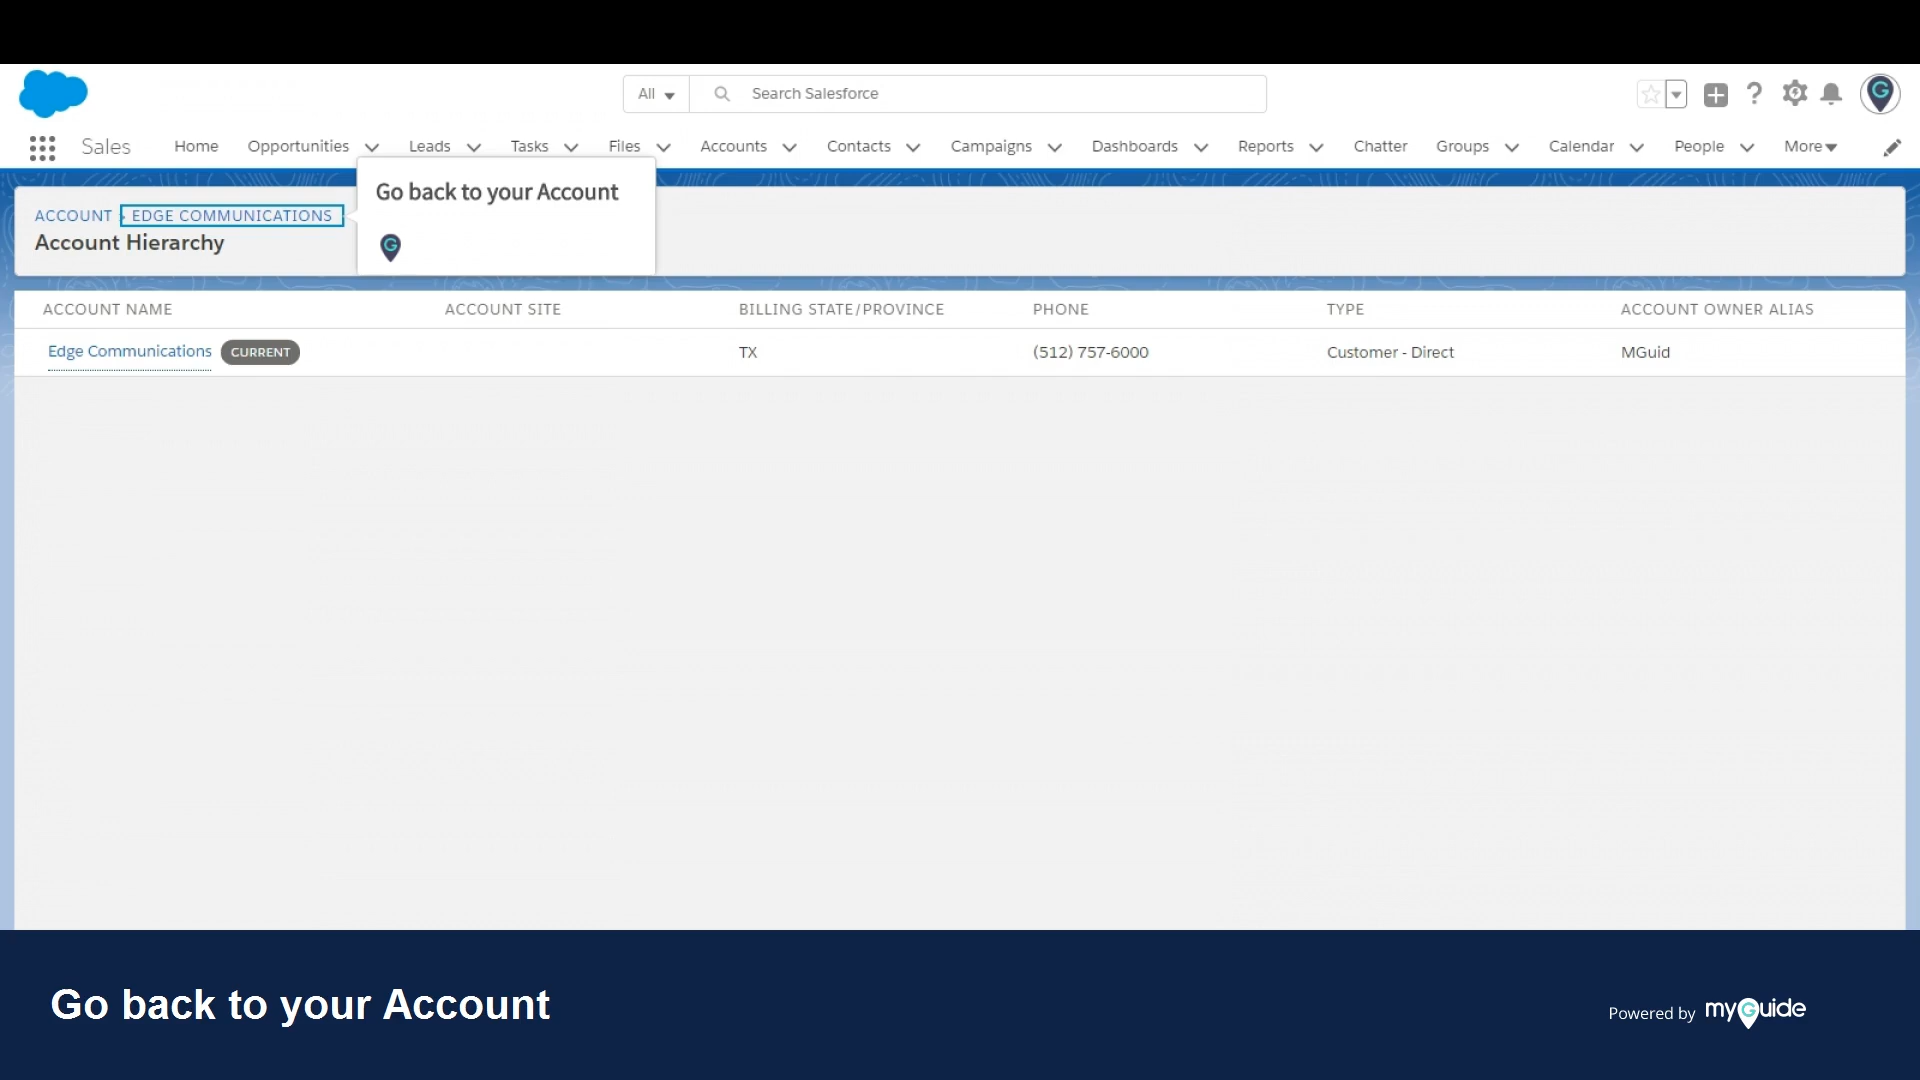 All
Search Salesforce
Sales Home Opportunities Leads Tasks Files Accounts Contacts Campaigns Dashboards Reports Chatter Groups Calendar People More
Go back to your Account
ACCOUNT > EDGE COMMUNICATIONS
Account Hierarchy
ACCOUNT NAME ACCOUNT SITE BILLING STATE/PROVINCE PHONE TYPE ACCOUNT OWNER ALIAS
Edge Communications CURRENT TX (512) 757-6000 Customer - Direct MGuid
Go back to your Account
Powered by myGuide